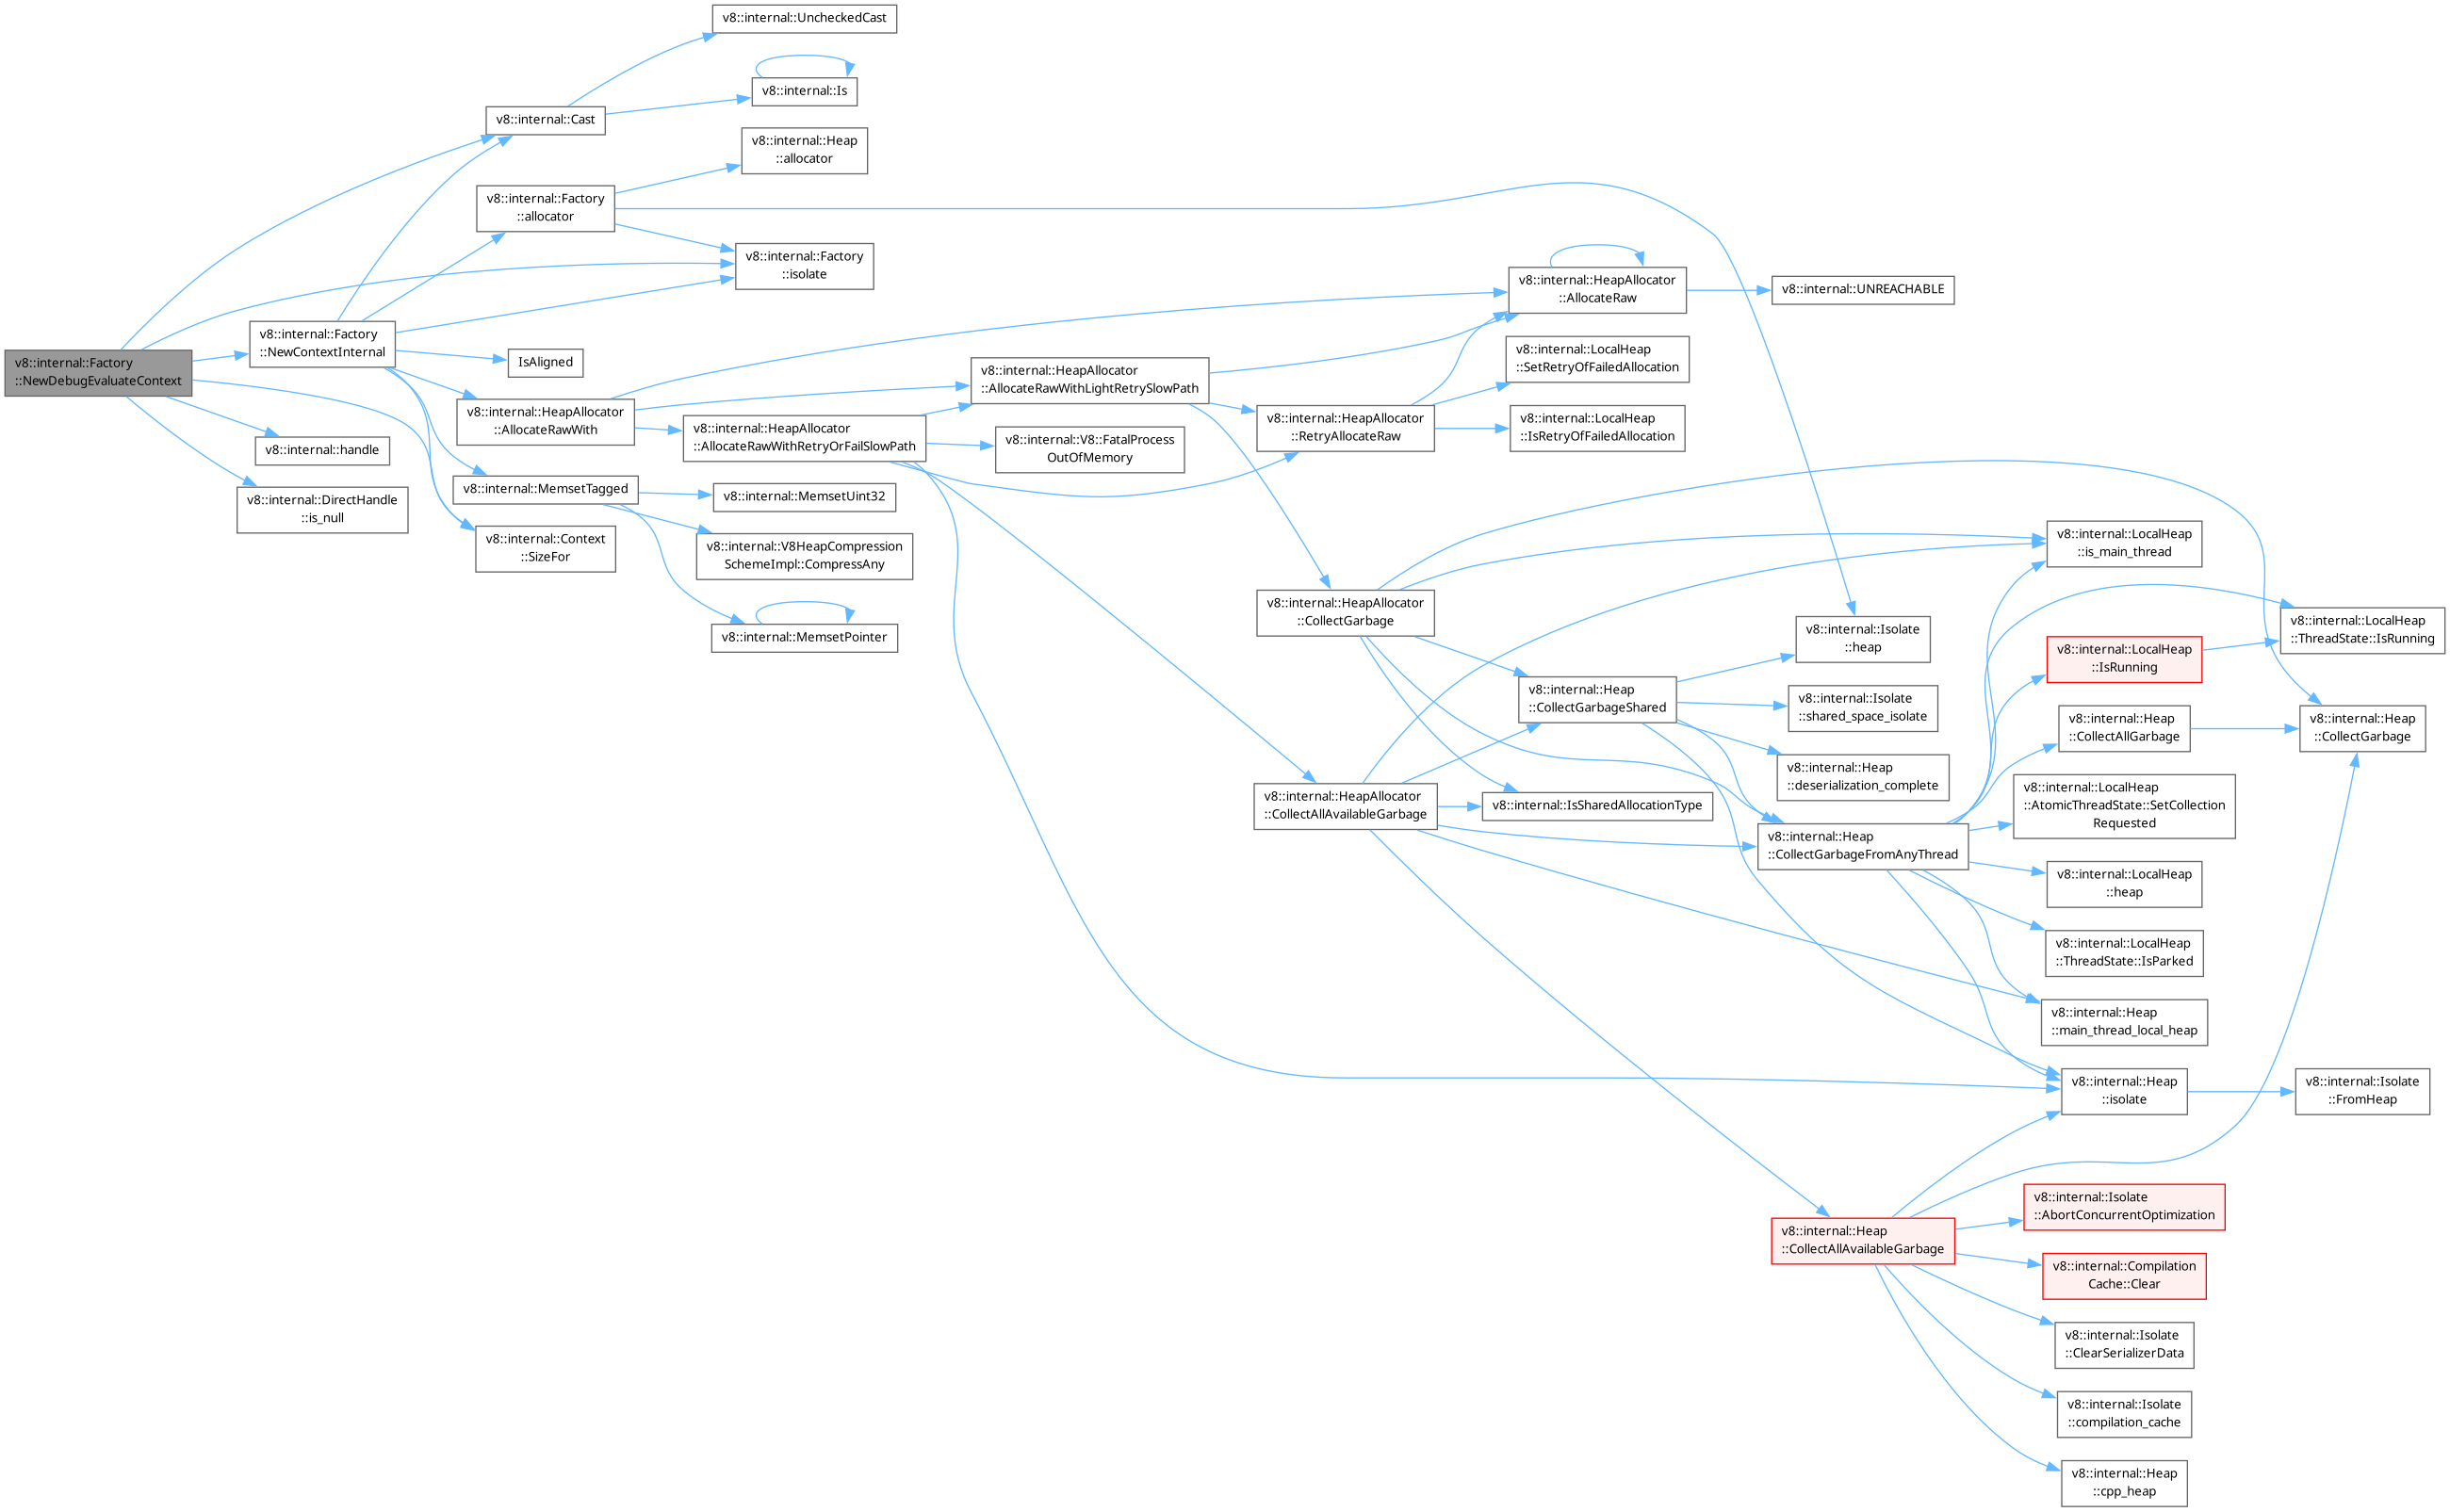 v8::internal::Factory
::NewDebugEvaluateContext
v8::internal::Cast
v8::internal::UncheckedCast
v8::internal::Is
v8::internal::Heap
::allocator
v8::internal::Factory
::allocator
v8::internal::Factory
::isolate
v8::internal::Factory
::NewContextInternal
IsAligned
v8::internal::HeapAllocator
::AllocateRawWith
v8::internal::handle
v8::internal::DirectHandle
::is_null
v8::internal::MemsetTagged
v8::internal::Context
::SizeFor
v8::internal::HeapAllocator
::AllocateRawWithRetryOrFailSlowPath
v8::internal::MemsetUint32
v8::internal::V8HeapCompression
SchemeImpl::CompressAny
v8::internal::MemsetPointer
v8::internal::HeapAllocator
::AllocateRawWithLightRetrySlowPath
v8::internal::V8::FatalProcess
OutOfMemory
v8::internal::HeapAllocator
::AllocateRaw
v8::internal::UNREACHABLE
v8::internal::LocalHeap
::SetRetryOfFailedAllocation
v8::internal::HeapAllocator
::RetryAllocateRaw
v8::internal::LocalHeap
::IsRetryOfFailedAllocation
v8::internal::HeapAllocator
::CollectGarbage
v8::internal::Heap
::CollectGarbageShared
v8::internal::HeapAllocator
::CollectAllAvailableGarbage
v8::internal::IsSharedAllocationType
v8::internal::Isolate
::heap
v8::internal::Isolate
::shared_space_isolate
v8::internal::Heap
::deserialization_complete
v8::internal::Heap
::CollectGarbageFromAnyThread
v8::internal::LocalHeap
::is_main_thread
v8::internal::LocalHeap
::ThreadState::IsRunning
v8::internal::LocalHeap
::IsRunning
v8::internal::Heap
::CollectAllGarbage
v8::internal::Heap
::CollectGarbage
v8::internal::LocalHeap
::AtomicThreadState::SetCollection
Requested
v8::internal::LocalHeap
::heap
v8::internal::LocalHeap
::ThreadState::IsParked
v8::internal::Heap
::main_thread_local_heap
v8::internal::Heap
::isolate
v8::internal::Isolate
::FromHeap
v8::internal::Heap
::CollectAllAvailableGarbage
v8::internal::Isolate
::AbortConcurrentOptimization
v8::internal::Compilation
Cache::Clear
v8::internal::Isolate
::ClearSerializerData
v8::internal::Isolate
::compilation_cache
v8::internal::Heap
::cpp_heap